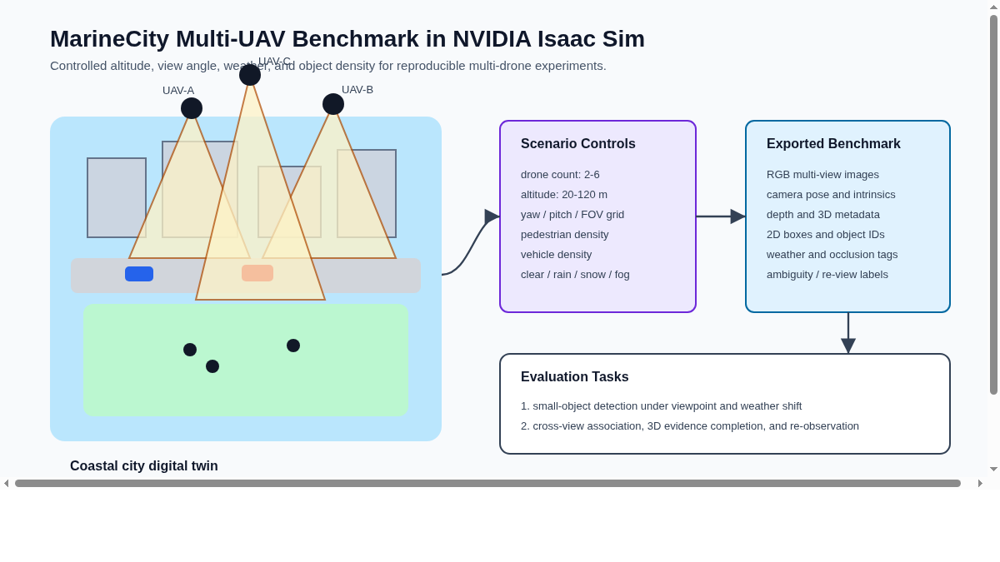 MarineCity Multi-UAV Benchmark in NVIDIA Isaac Sim
Controlled altitude, view angle, weather, and object density for reproducible multi-drone experiments.
UAV-C
UAV-A
UAV-B
Scenario Controls
drone count: 2-6
altitude: 20-120 m
yaw / pitch / FOV grid
pedestrian density
vehicle density
clear / rain / snow / fog
Exported Benchmark
RGB multi-view images
camera pose and intrinsics
depth and 3D metadata
2D boxes and object IDs
weather and occlusion tags
ambiguity / re-view labels
Evaluation Tasks
1. small-object detection under viewpoint and weather shift
2. cross-view association, 3D evidence completion, and re-observation
Coastal city digital twin